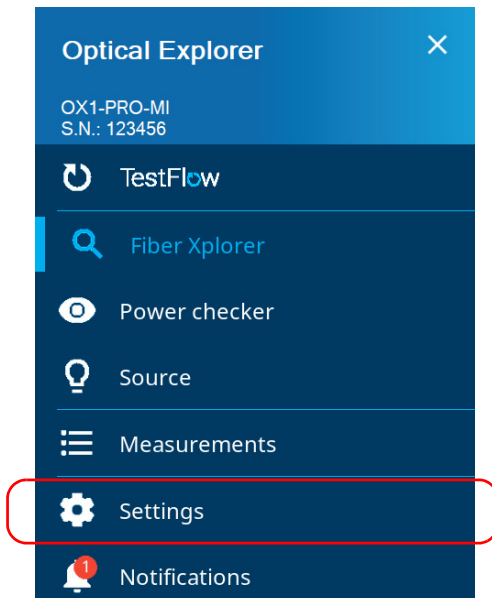 Optical Explorer
OX1-PRO-MI
S.N.: 123456
TestFlow
Fiber Xplorer
Power checker
Source
Measurements
Settings
1
Notifications